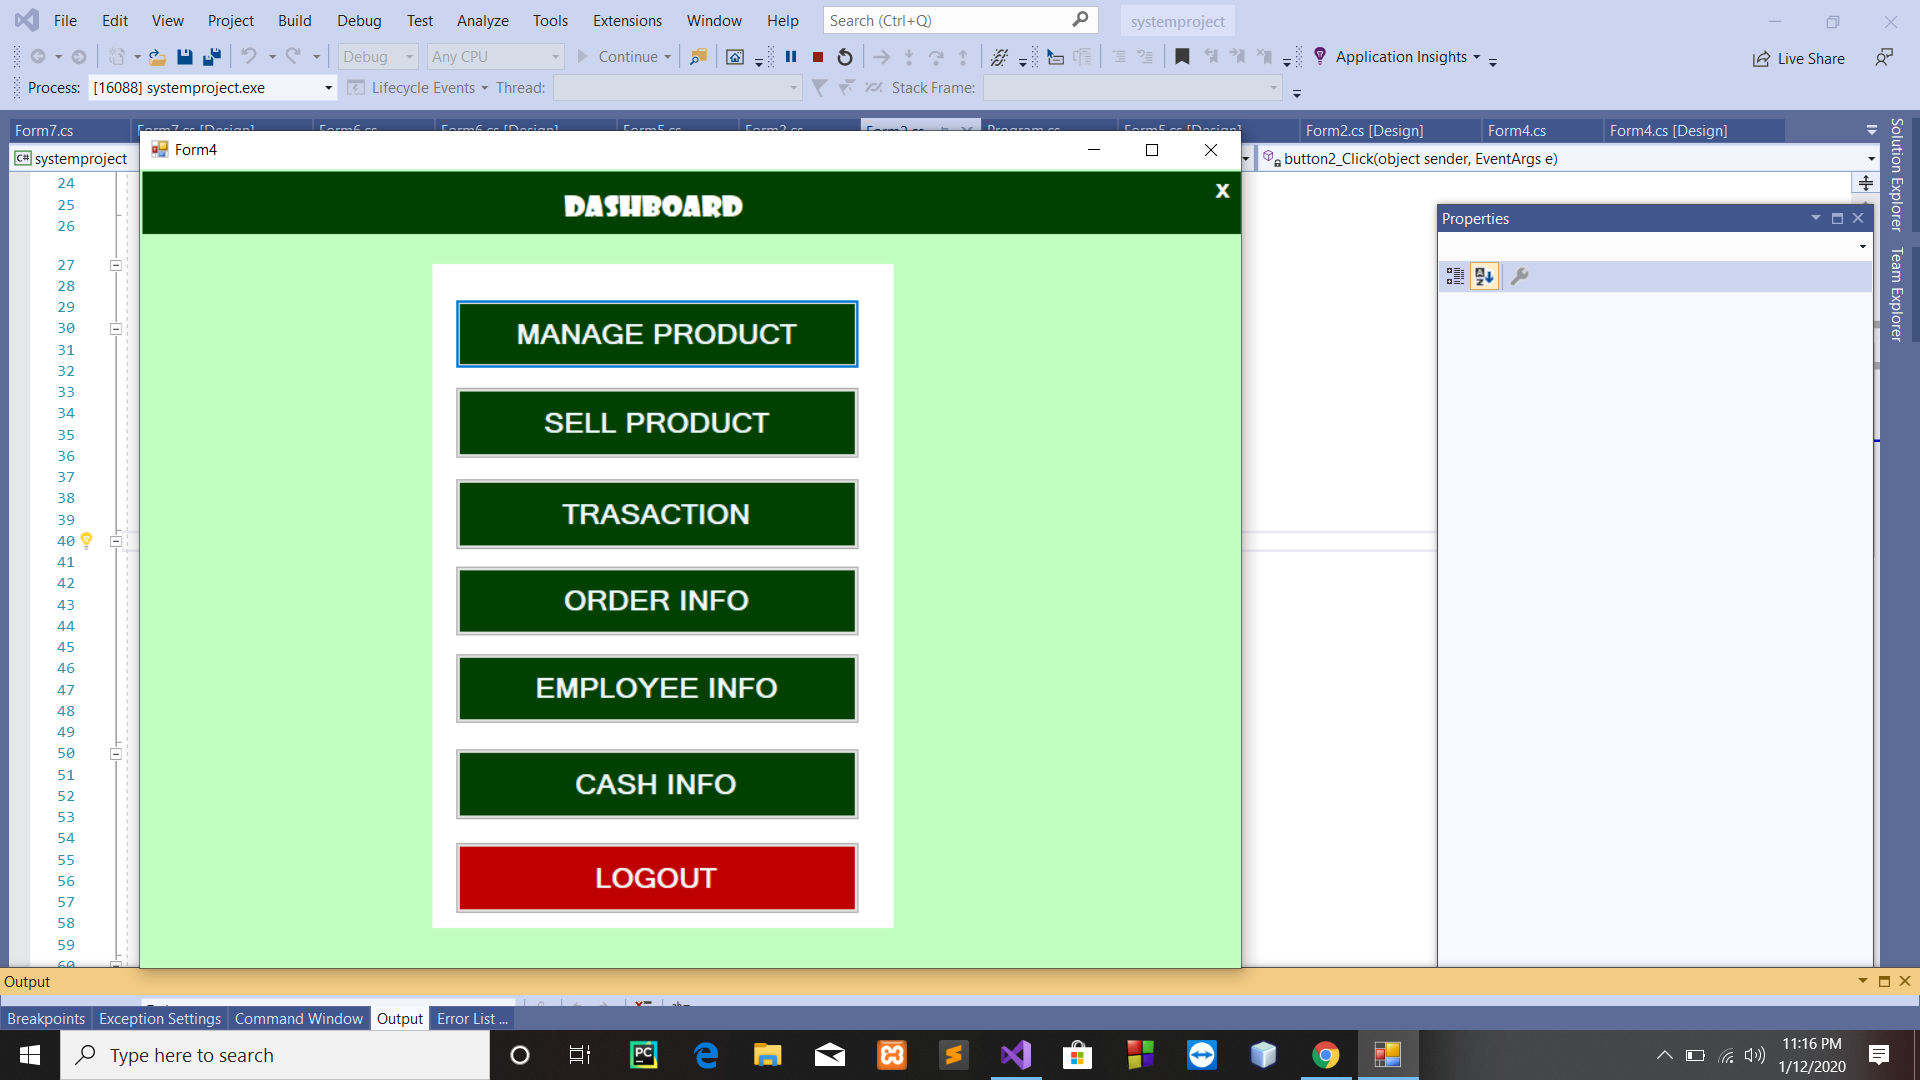 File Edit View Project Build Debug Test Analyze Tools Extensions Window Help Search (Ctrl+Q) systemproject
Debug Any CPU Continue Application Insights Live Share
Process: [16088] systemproject.exe Lifecycle Events Thread: Stack Frame:
Form7.cs Form7.cs [Design] Form6.cs Form6.cs [Design] Form5.cs Form3.cs Form2.cs Program.cs Form5.cs [Design] Form2.cs [Design] Form4.cs Form4.cs [Design]
C# systemproject
button2_Click(object sender, EventArgs e)
Form4
DASHBOARD
X
MANAGE PRODUCT
SELL PRODUCT
TRASACTION
ORDER INFO
EMPLOYEE INFO
CASH INFO
LOGOUT
24
25
26
27
28
29
30
31
32
33
34
35
36
37
38
39
40
41
42
43
44
45
46
47
48
49
50
51
52
53
54
55
56
57
58
59
60
Properties
Solution Explorer
Team Explorer
Output
Breakpoints Exception Settings Command Window Output Error List ...
Type here to search
PC
11:16 PM
1/12/2020